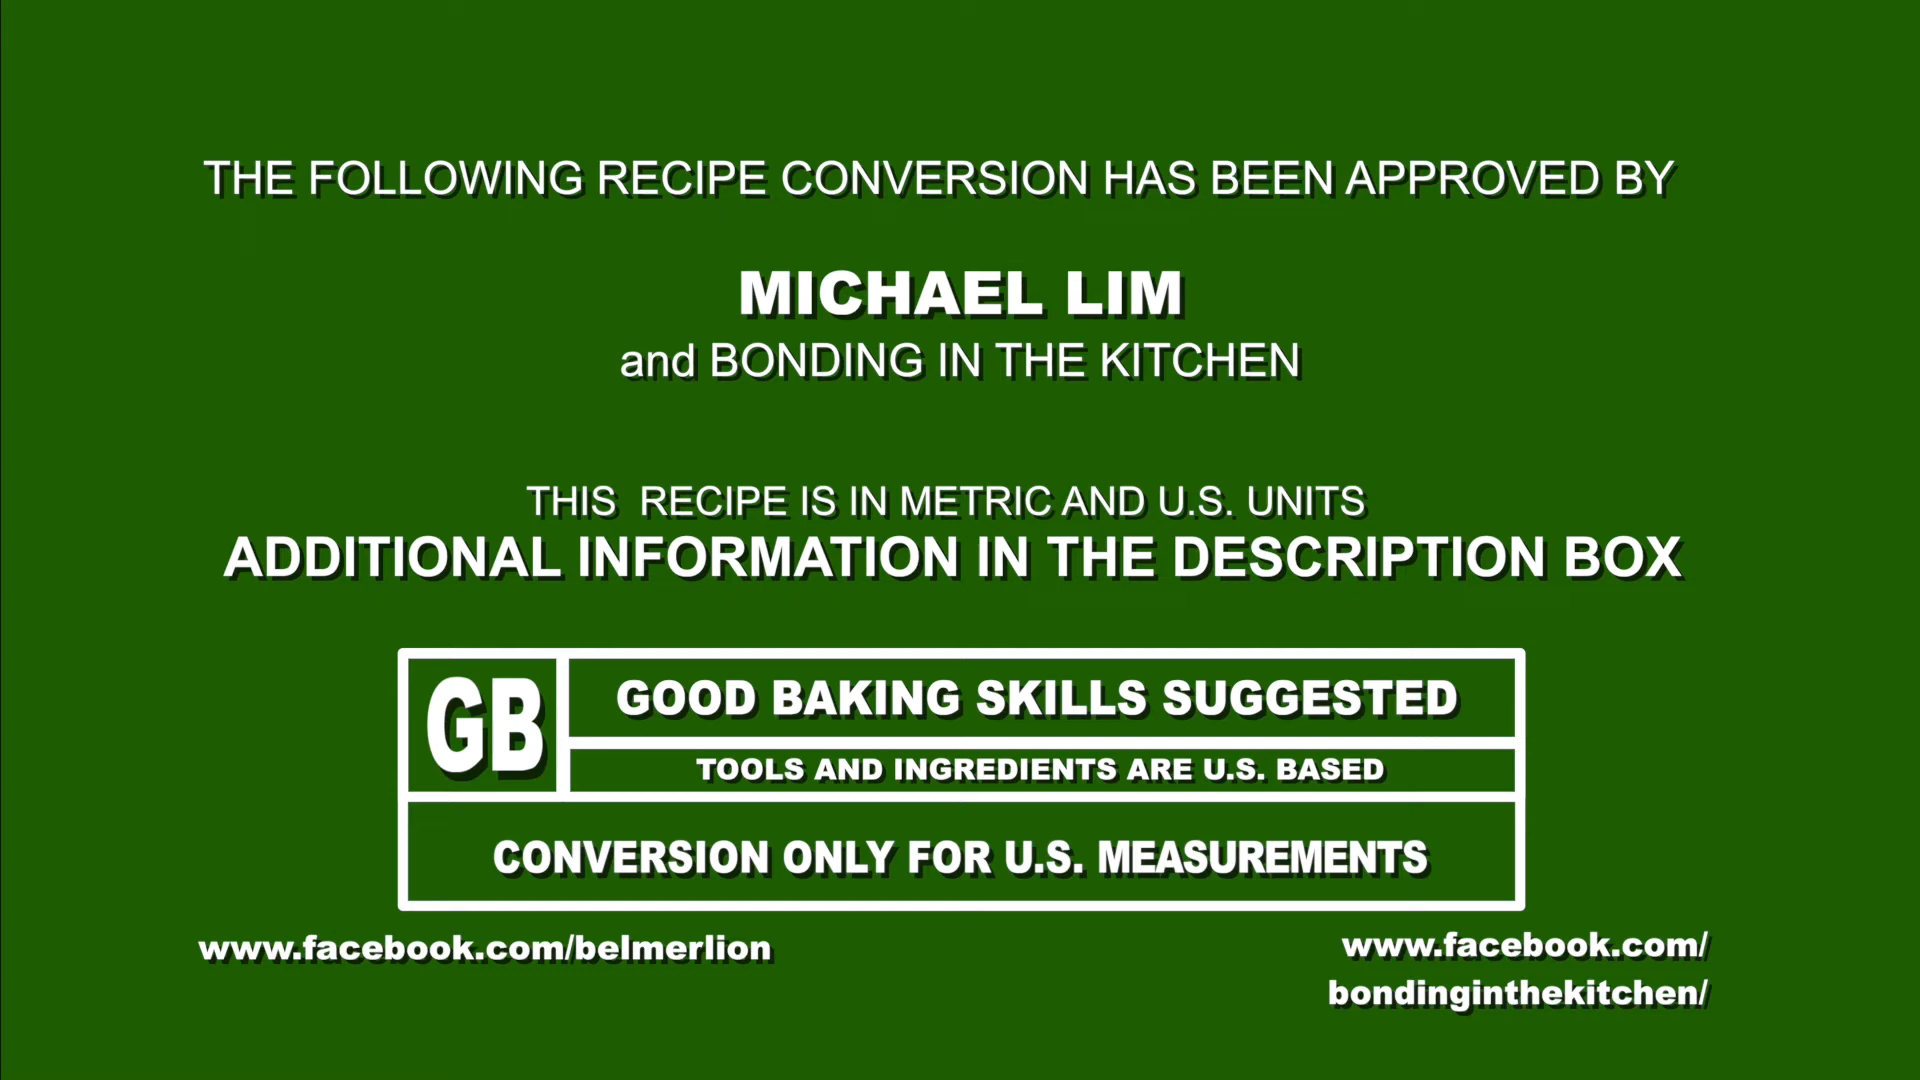 THE FOLLOWING RECIPE CONVERSION HAS BEEN APPROVED BY
MICHAEL LIM
and BONDING IN THE KITCHEN
THIS RECIPE IS IN METRIC AND U.S. UNITS
ADDITIONAL INFORMATION IN THE DESCRIPTION BOX
GB
GOOD BAKING SKILLS SUGGESTED
TOOLS AND INGREDIENTS ARE U.S. BASED
CONVERSION ONLY FOR U.S. MEASUREMENTS
www.facebook.com/belmerlion
www.facebook.com/
bondinginthekitchen/